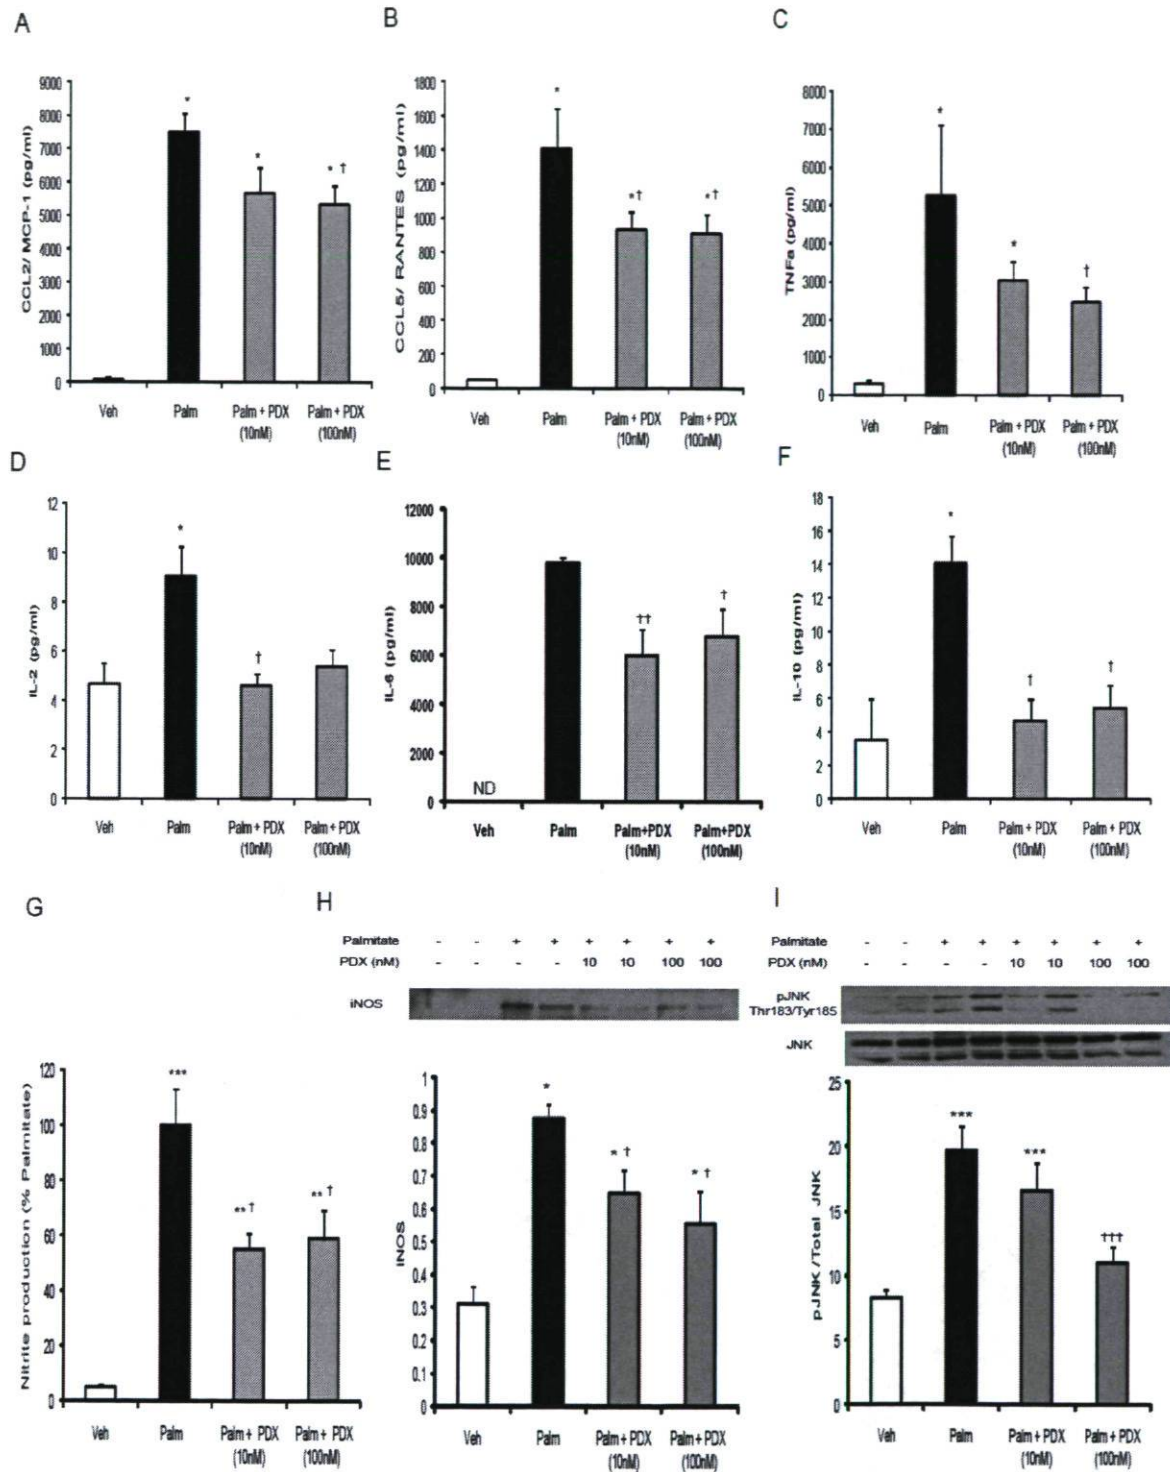 A
CCL2/ MCP-1 (pg/ml)
9000
8000
7000
6000
5000
4000
3000
2000
1000
0
*
*
* †
Veh
Palm
Palm + PDX
(10nM)
Palm + PDX
(100nM)
B
CCL5/ RANTES (pg/ml)
1800
1600
1400
1200
1000
800
600
400
200
0
*
*†
*†
Veh
Palm
Palm + PDX
(10nM)
Palm + PDX
(100nM)
C
TNFa (pg/ml)
8000
7000
6000
5000
4000
3000
2000
1000
0
*
*
†
Veh
Palm
Palm + PDX
(10nM)
Palm + PDX
(100nM)
D
IL-2 (pg/ml)
12
10
8
6
4
2
0
*
†
Veh
Palm
Palm + PDX
(10nM)
Palm + PDX
(100nM)
E
IL-6 (pg/ml)
12000
10000
8000
6000
4000
2000
0
ND
††
†
Veh
Palm
Palm+PDX
(10nM)
Palm+PDX
(100nM)
F
IL-10 (pg/ml)
18
16
14
12
10
8
6
4
2
0
*
†
†
Veh
Palm
Palm + PDX
(10nM)
Palm + PDX
(100nM)
G
Nitrite production (% Palmitate)
120
100
80
60
40
20
0
***
** †
** †
Veh
Palm
Palm + PDX
(10nM)
Palm + PDX
(100nM)
H
Palmitate - - + + + + + +
PDX (nM) - - - - 10 10 100 100
iNOS
iNOS
1
0.9
0.8
0.7
0.6
0.5
0.4
0.3
0.2
0.1
0
*
* †
* †
Veh
Palm
Palm + PDX
(10nM)
Palm + PDX
(100nM)
I
Palmitate - - + + + + + +
PDX (nM) - - - - 10 10 100 100
pJNK
Thr183/Tyr185
JNK
pJNK /Total JNK
25
20
15
10
5
0
***
***
†††
Veh
Palm
Palm + PDX
(10nM)
Palm + PDX
(100nM)